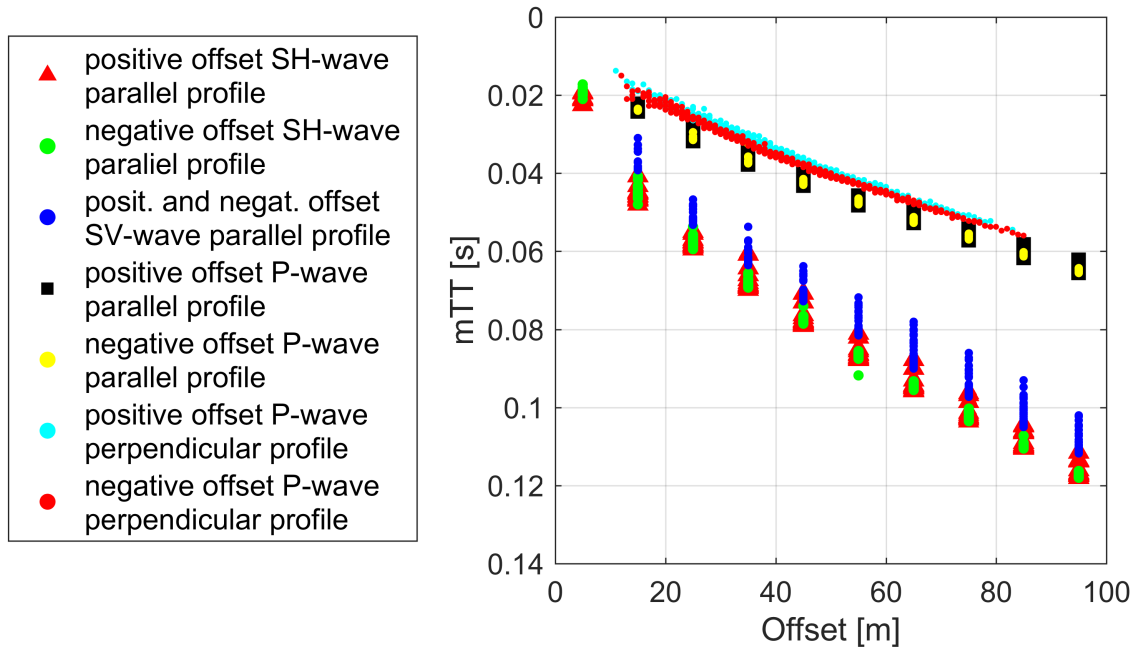 positive offset SH-wave
parallel profile
negative offset SH-wave
parallel profile
posit. and negat. offset
SV-wave parallel profile
positive offset P-wave
parallel profile
negative offset P-wave
parallel profile
positive offset P-wave
perpendicular profile
negative offset P-wave
perpendicular profile
mTT [s]
0
0.02
0.04
0.06
0.08
0.1
0.12
0.14
0 20 40 60 80 100
Offset [m]